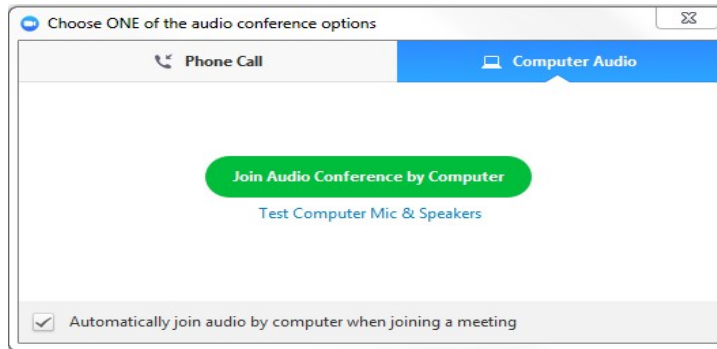 Choose ONE of the audio conference options
Phone Call
Computer Audio
Join Audio Conference by Computer
Test Computer Mic & Speakers
Automatically join audio by computer when joining a meeting